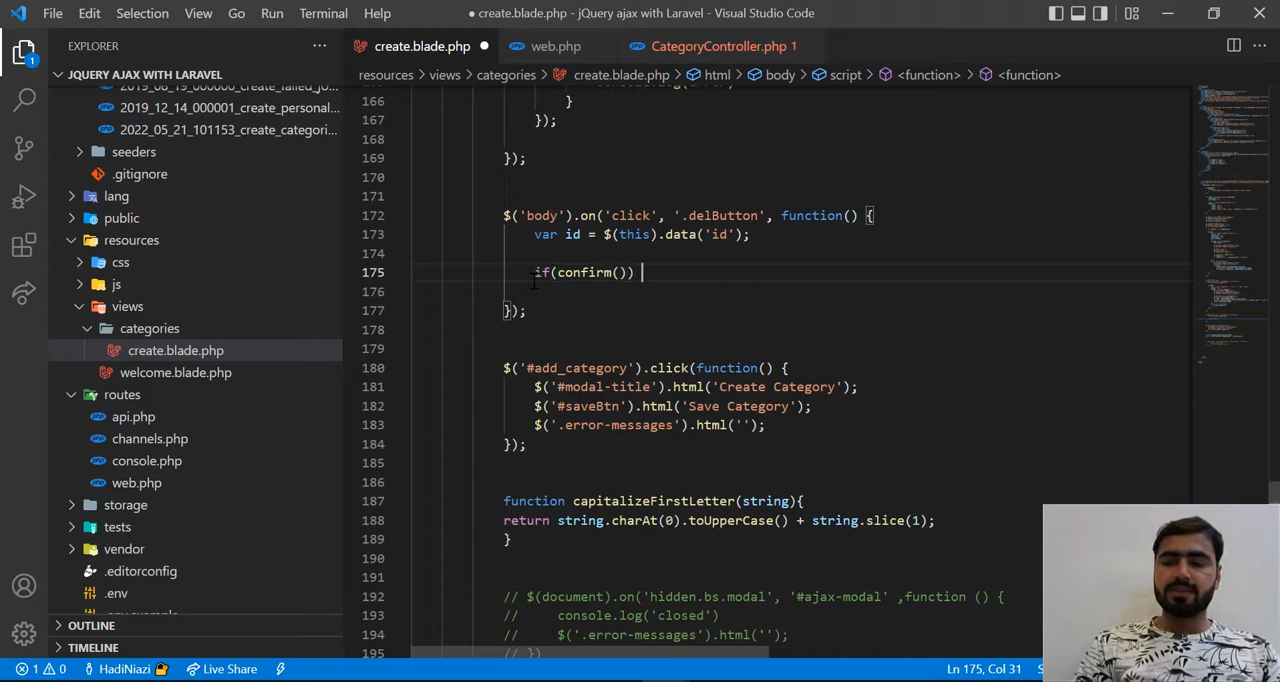 File Edit Selection View Go Run Terminal Help
create.blade.php - jQuery ajax with Laravel - Visual Studio Code
EXPLORER
create.blade.php
web.php
CategoryController.php 1
JQUERY AJAX WITH LARAVEL
resources > views > categories > create.blade.php > html > body > script > <function> > <function>
1
2019_12_14_000001_create_personal...
2022_05_21_101153_create_categori...
seeders
.gitignore
lang
public
resources
css
js
views
categories
create.blade.php
welcome.blade.php
routes
api.php
channels.php
console.php
web.php
storage
tests
vendor
.editorconfig
.env
OUTLINE
TIMELINE
166 }
167 });
168
169 });
170
171
172 $('body').on('click', '.delButton', function() {
173 var id = $(this).data('id');
174
175 if(confirm())
176
177 });
178
179
180 $('#add_category').click(function() {
181 $('#modal-title').html('Create Category');
182 $('#saveBtn').html('Save Category');
183 $('.error-messages').html('');
184 });
185
186
187 function capitalizeFirstLetter(string){
188 return string.charAt(0).toUpperCase() + string.slice(1);
189 }
190
191
192 // $(document).on('hidden.bs.modal', '#ajax-modal' ,function () {
193 // console.log('closed')
194 // $('.error-messages').html('');
195 // })
1 0 HadiNiazi Live Share
Ln 175, Col 31